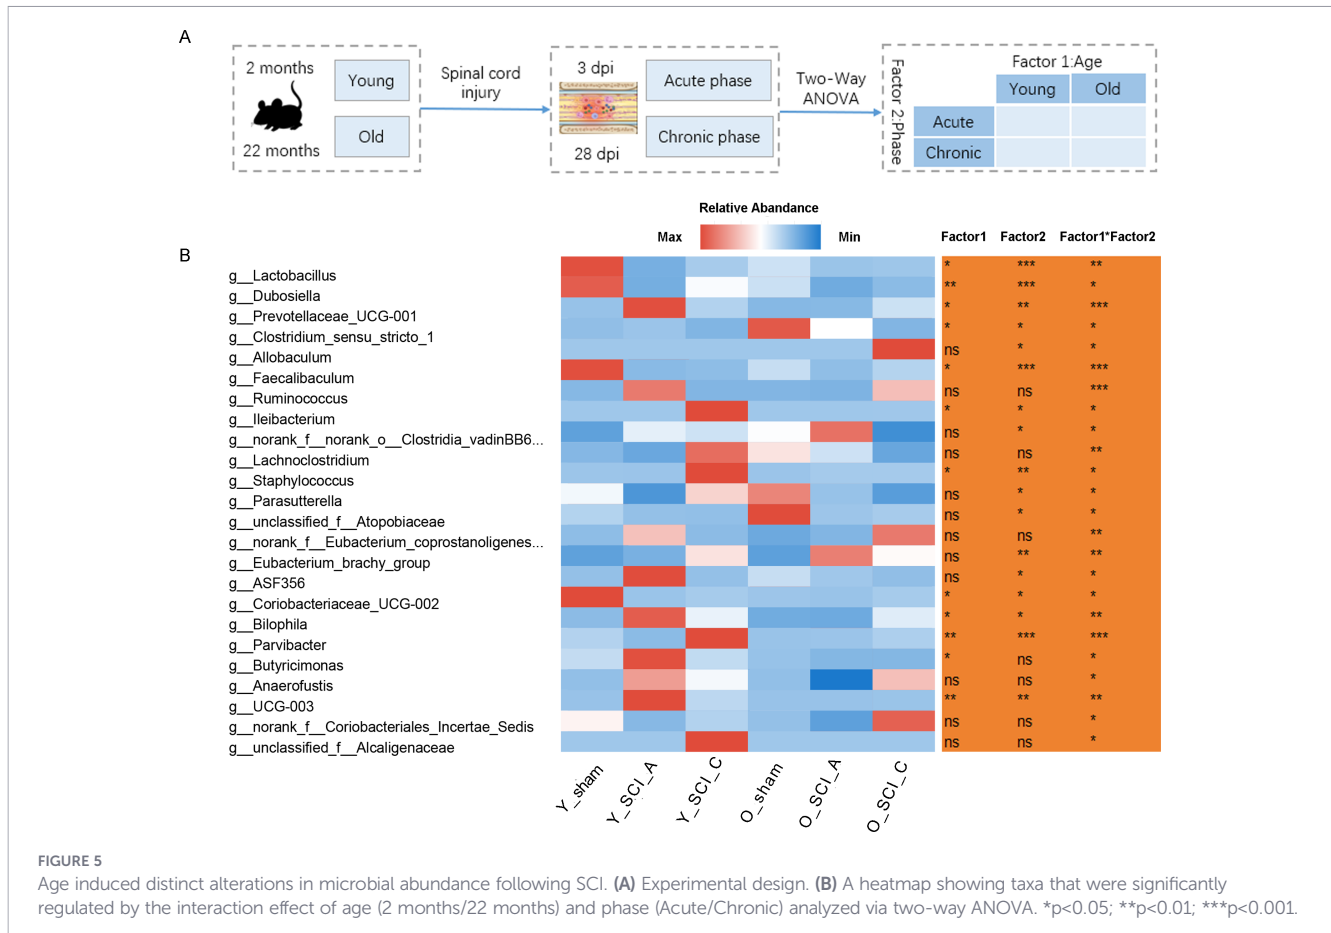 A
2 months
Young
22 months
Old
Spinal cord
injury
3 dpi
Acute phase
28 dpi
Chronic phase
Two-Way
ANOVA
Factor 1:Age
Factor 2:Phase
Young Old
Acute
Chronic
B
Relative Abundance
Max Min
Factor1 Factor2 Factor1*Factor2
g__Lactobacillus * *** **
g__Dubosiella ** *** *
g__Prevotellaceae_UCG-001 * ** ***
g__Clostridium_sensu_stricto_1 * * *
g__Allobaculum ns * *
g__Faecalibaculum * *** ***
g__Ruminococcus ns ns ***
g__Ileibacterium * * *
g__norank_f__norank_o__Clostridia_vadinBB6... ns * *
g__Lachnoclostridium ns ns **
g__Staphylococcus * ** *
g__Parasutterella ns * *
g__unclassified_f__Atopobiaceae ns * *
g__norank_f__Eubacterium_coprostanoligenes... ns ns **
g__Eubacterium_brachy_group ns ** **
g__ASF356 ns * *
g__Coriobacteriaceae_UCG-002 * * *
g__Bilophila * * **
g__Parvibacter ** *** ***
g__Butyricimonas * ns *
g__Anaerofustis ns ns *
g__UCG-003 ** ** **
g__norank_f__Coriobacteriales_Incertae_Sedis ns ns *
g__unclassified_f__Alcaligenaceae ns ns *
Y_sham Y_SCI_A Y_SCI_C O_sham O_SCI_A O_SCI_C
FIGURE 5
Age induced distinct alterations in microbial abundance following SCI. (A) Experimental design. (B) A heatmap showing taxa that were significantly
regulated by the interaction effect of age (2 months/22 months) and phase (Acute/Chronic) analyzed via two-way ANOVA. *p<0.05; **p<0.01; ***p<0.001.